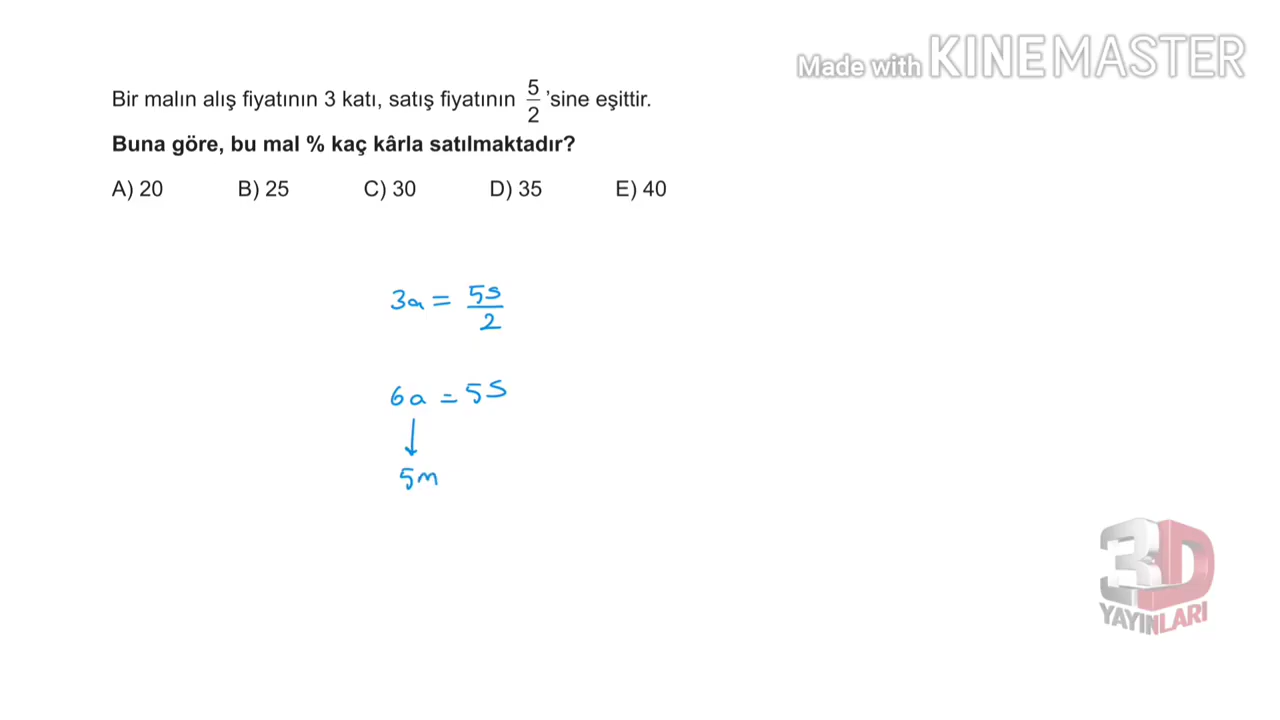 Made with KINEMASTER
Bir malın alış fiyatının 3 katı, satış fiyatının 5/2 'sine eşittir.
Buna göre, bu mal % kaç kârla satılmaktadır?
A) 20 B) 25 C) 30 D) 35 E) 40
3a = 5s/2
6a = 5s
↓
5m
3D
YAYINLARI